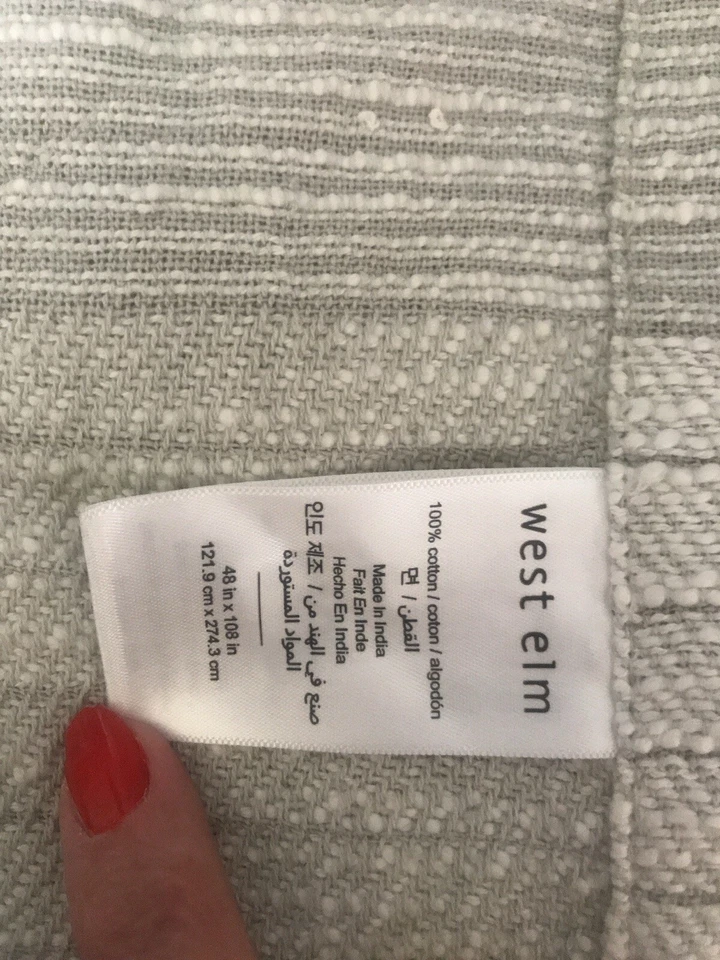 west elm
100% cotton / coton / algodón
면 / القطن
Made In India
Fait En Inde
Hecho En India
인도 제조 / صنع في الهند من
المواد المستوردة
48 in x 108 in
121.9 cm x 274.3 cm